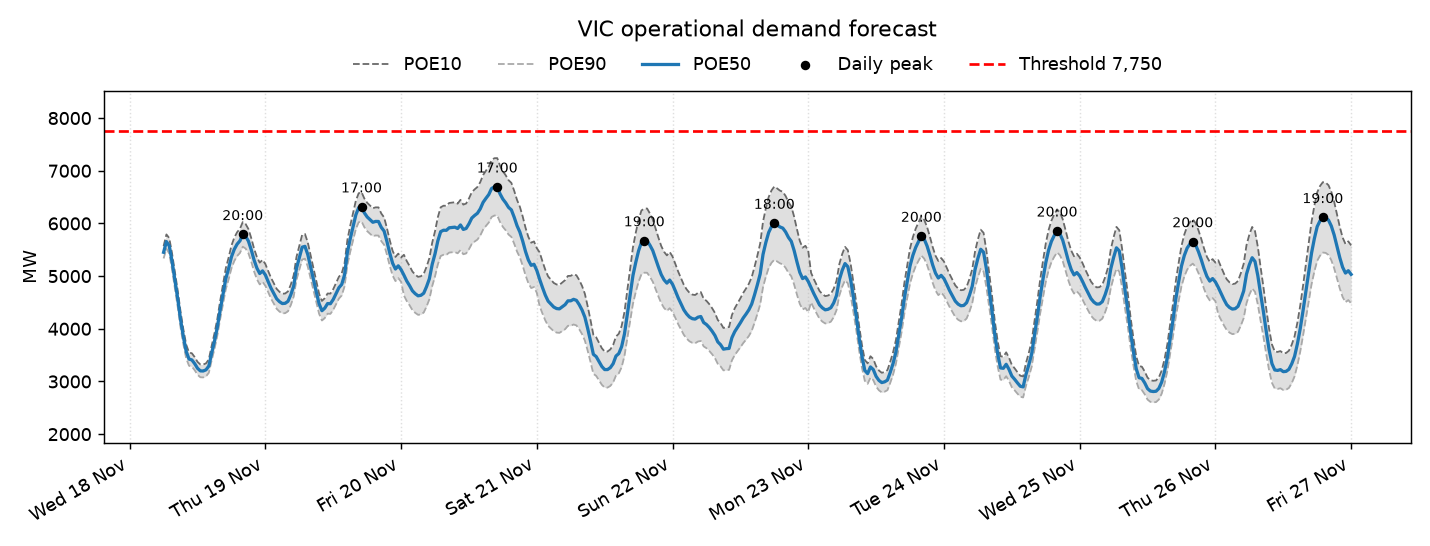 VIC operational demand forecast
POE10 POE90 POE50 Daily peak Threshold 7,750
MW
8000
7000
6000
5000
4000
3000
2000
20:00
17:00
17:00
19:00
18:00
20:00
20:00
20:00
19:00
Wed 18 Nov
Thu 19 Nov
Fri 20 Nov
Sat 21 Nov
Sun 22 Nov
Mon 23 Nov
Tue 24 Nov
Wed 25 Nov
Thu 26 Nov
Fri 27 Nov